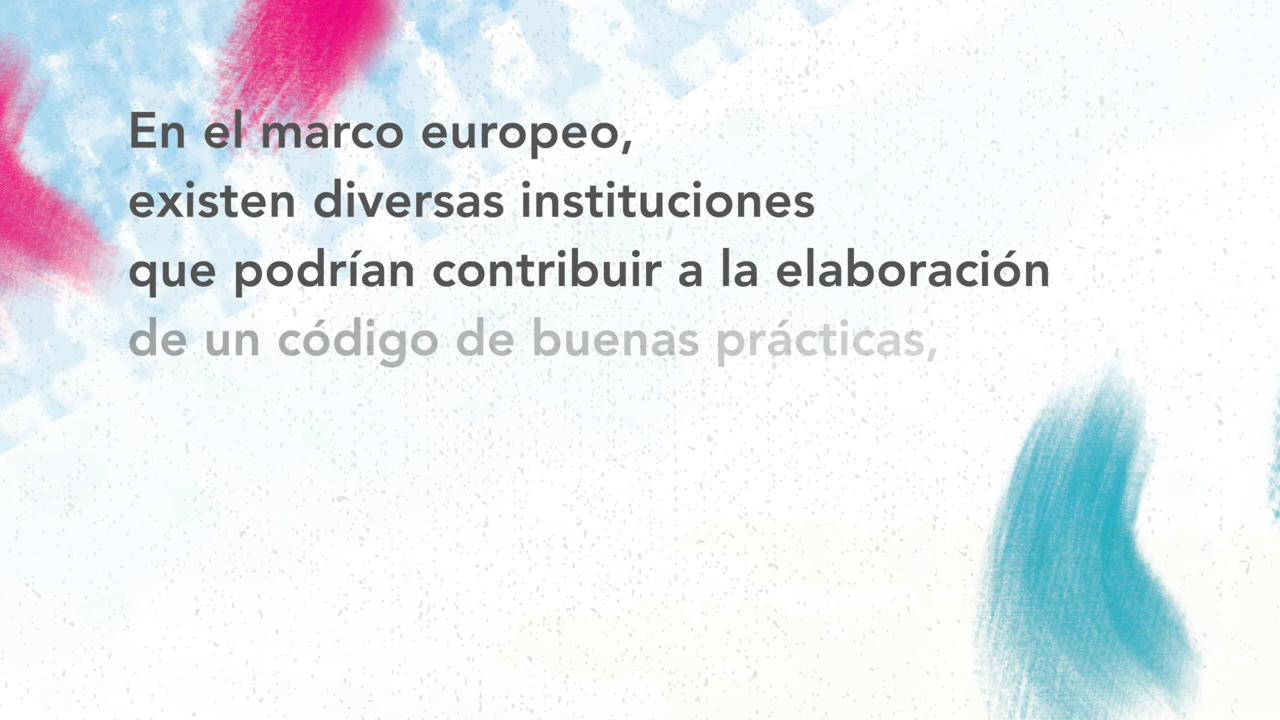 En el marco europeo,
existen diversas instituciones
que podrían contribuir a la elaboración
de un código de buenas prácticas,